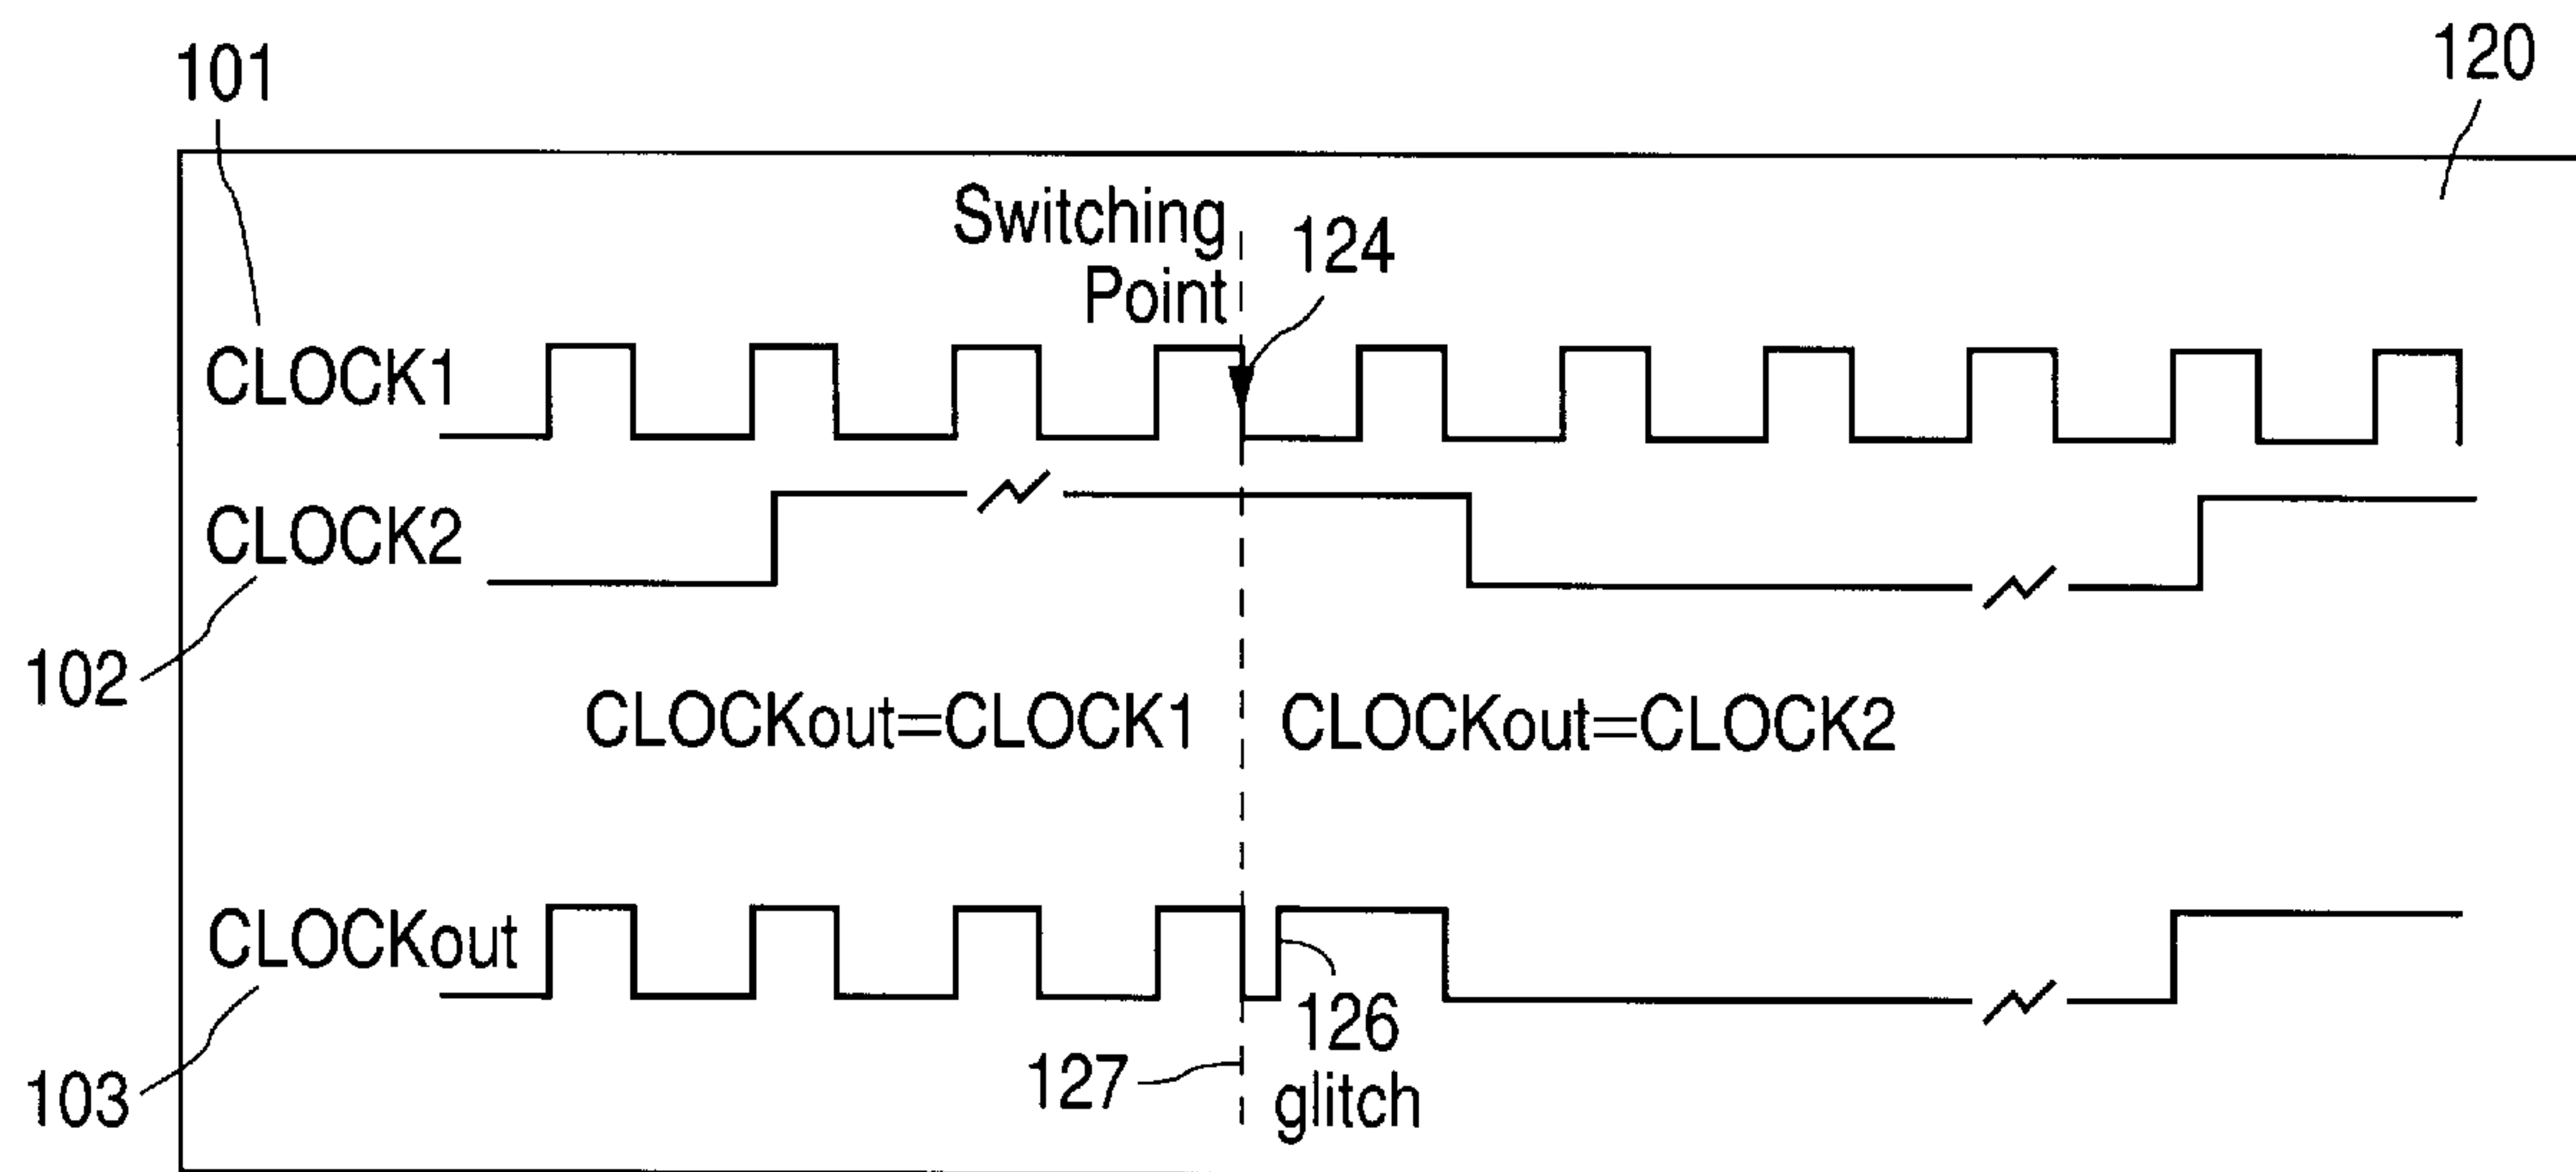 101
120
Switching
Point
124
CLOCK1
CLOCK2
102
CLOCKout=CLOCK1
CLOCKout=CLOCK2
CLOCKout
126
glitch
127
103